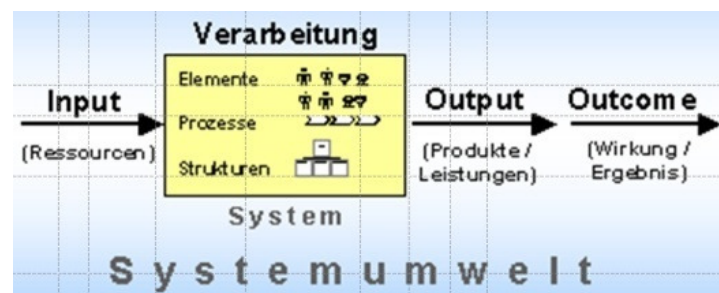 Verarbeitung
Input
(Ressourcen)
Elemente
Prozesse
Strukturen
System
Output
(Produkte /
Leistungen)
Outcome
(Wirkung /
Ergebnis)
Systemumwelt